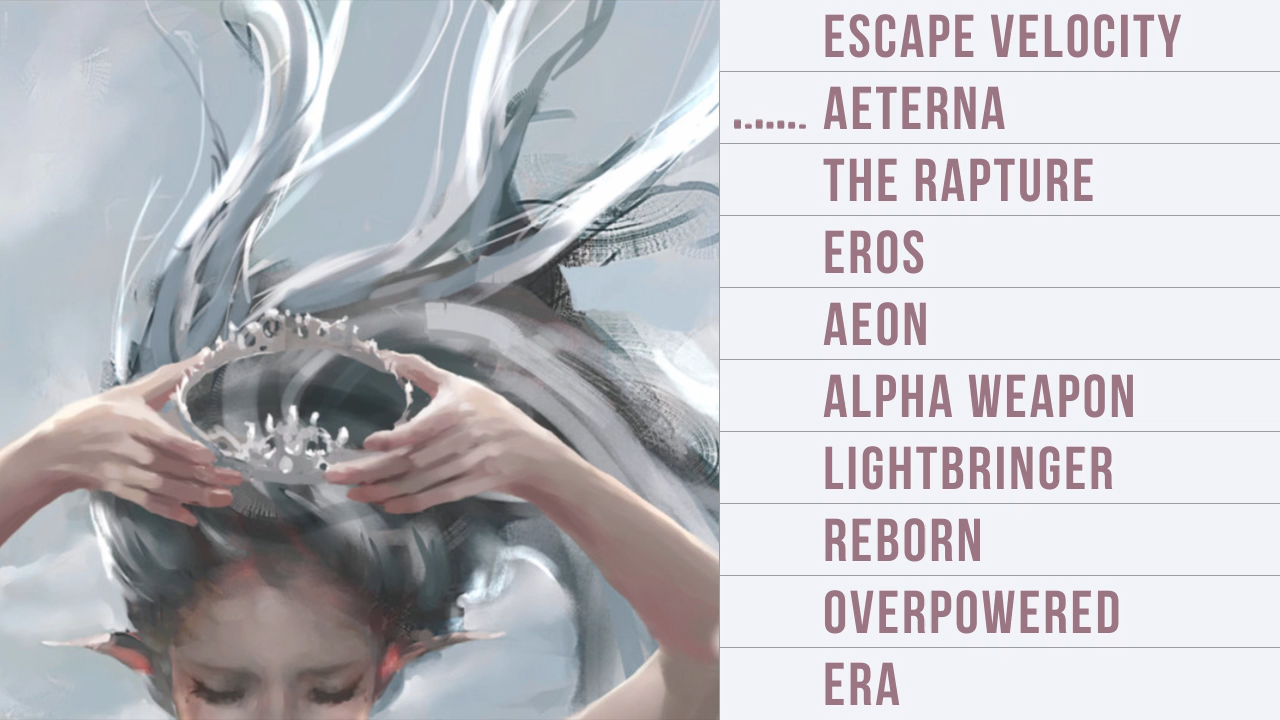 ESCAPE VELOCITY
AETERNA
THE RAPTURE
EROS
AEON
ALPHA WEAPON
LIGHTBRINGER
REBORN
OVERPOWERED
ERA